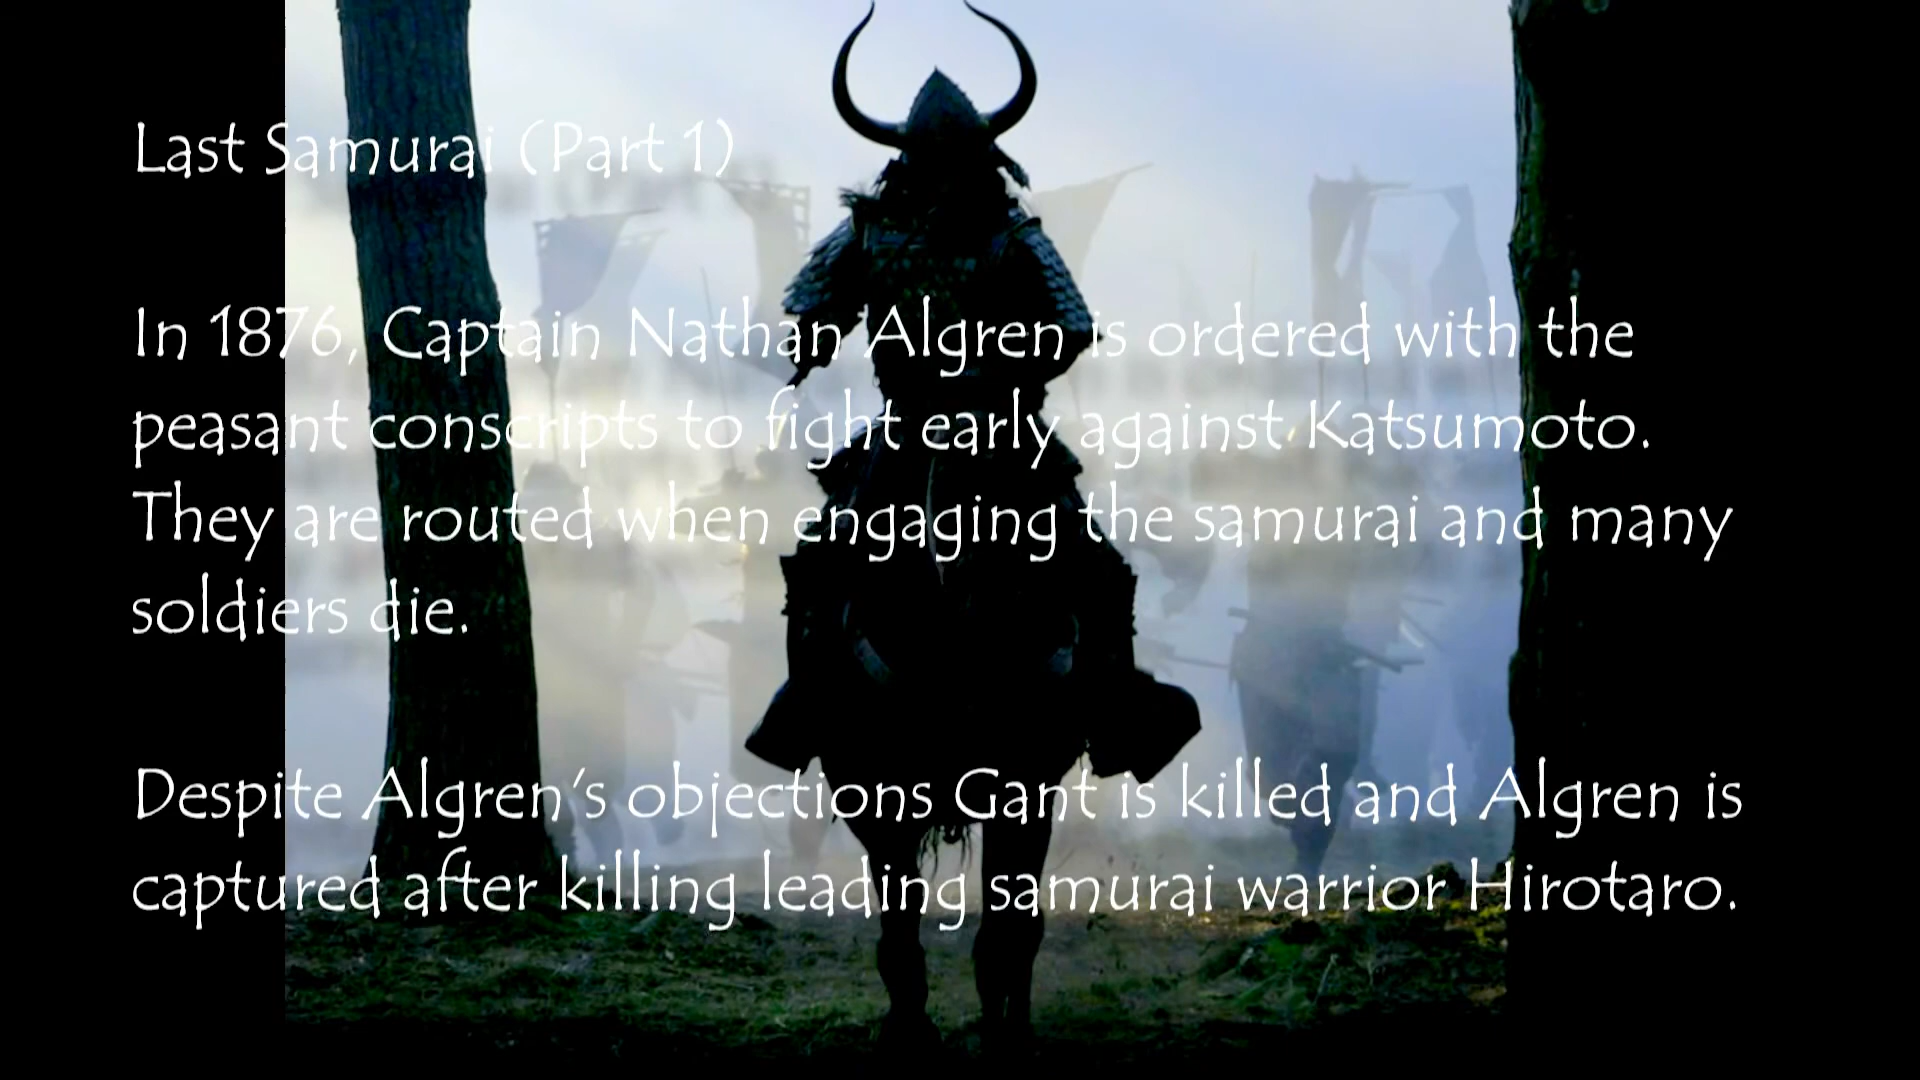 Last Samurai (Part 1)
In 1876, Captain Nathan Algren is ordered with the
peasant conscripts to fight early against Katsumoto.
They are routed when engaging the samurai and many
soldiers die.
Despite Algren's objections Gant is killed and Algren is
captured after killing leading samurai warrior Hirotaro.